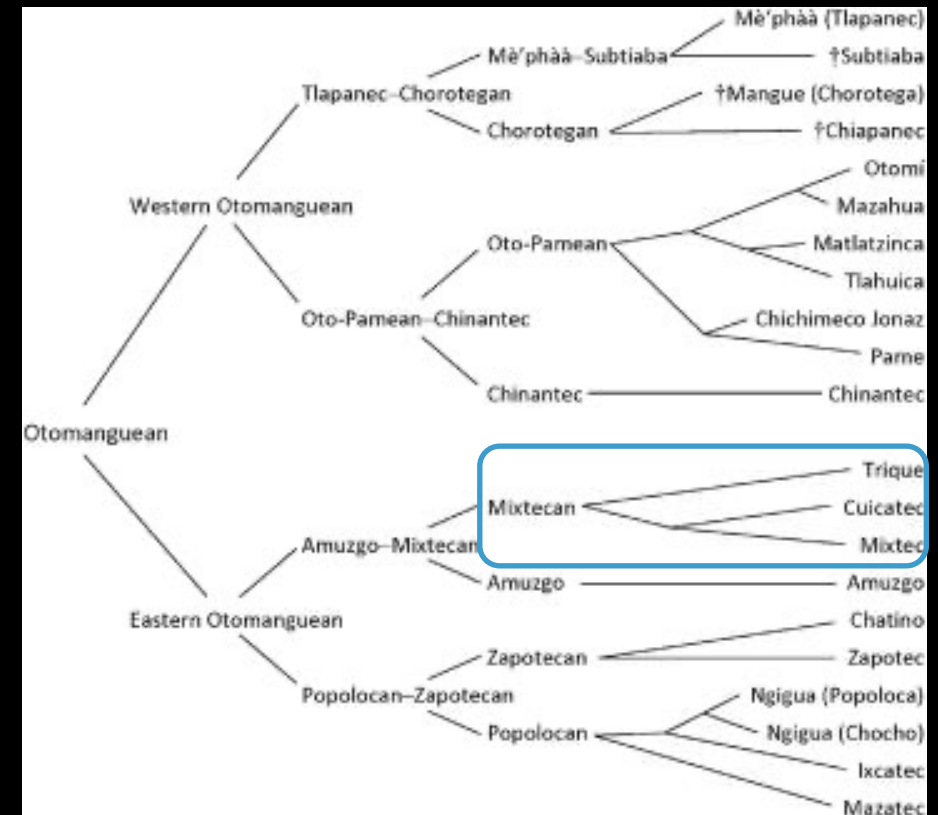 Mè'phàà (Tlapanec)
Mè'phàà–Subtiaba
†Subtiaba
Tlapanec–Chorotegan
†Mangue (Chorotega)
Chorotegan
†Chiapanec
Otomí
Western Otomanguean
Mazahua
Oto-Pamean
Matlatzinca
Tlahuica
Oto-Pamean–Chinantec
Chichimeco Jonaz
Pame
Chinantec
Chinantec
Otomanguean
Trique
Mixtecan
Cuicatec
Amuzgo–Mixtecan
Mixtec
Amuzgo
Amuzgo
Eastern Otomanguean
Chatino
Zapotecan
Zapotec
Popolocan–Zapotecan
Ngigua (Popoloca)
Popolocan
Ngigua (Chocho)
Ixcatec
Mazatec